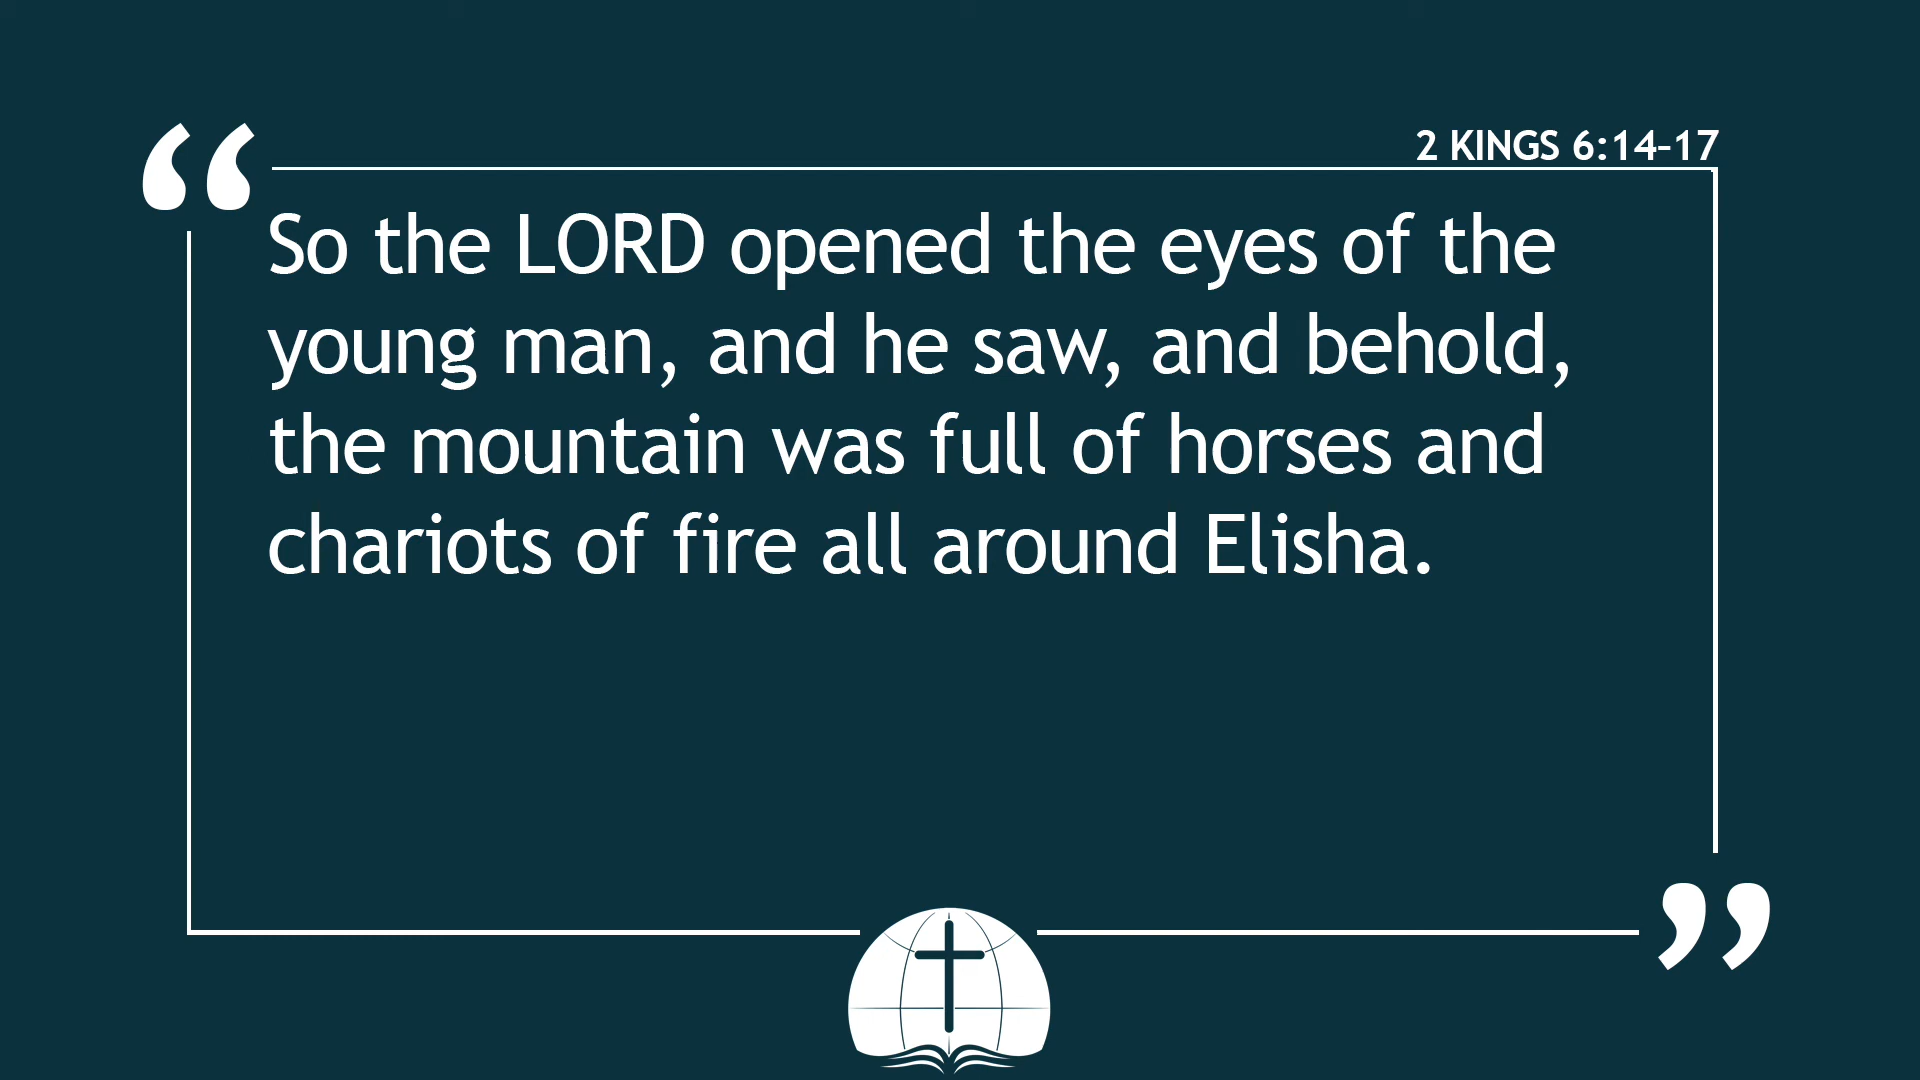 2 KINGS 6:14-17
“
So the LORD opened the eyes of the
young man, and he saw, and behold,
the mountain was full of horses and
chariots of fire all around Elisha.
”